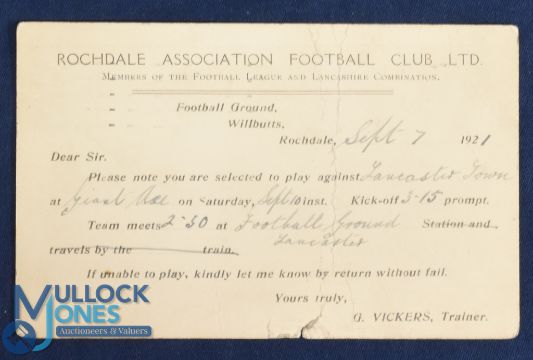 ROCHDALE ASSOCIATION FOOTBALL CLUB LTD.
MEMBERS OF THE FOOTBALL LEAGUE AND LANCASHIRE COMBINATION.
Football Ground,
Willbutts,
Rochdale, Sept 7 1921
Dear Sir.
Please note you are selected to play against Lancaster Town
at Giant Axe on Saturday, Sept 10 inst. Kick-off 3-15 prompt.
Team meets 2-30 at Football Ground Station and
Lancaster
travels by the train.
If unable to play, kindly let me know by return without fail.
Yours truly,
G. VICKERS, Trainer.
MULLOCK
JONES
Auctioneers & Valuers